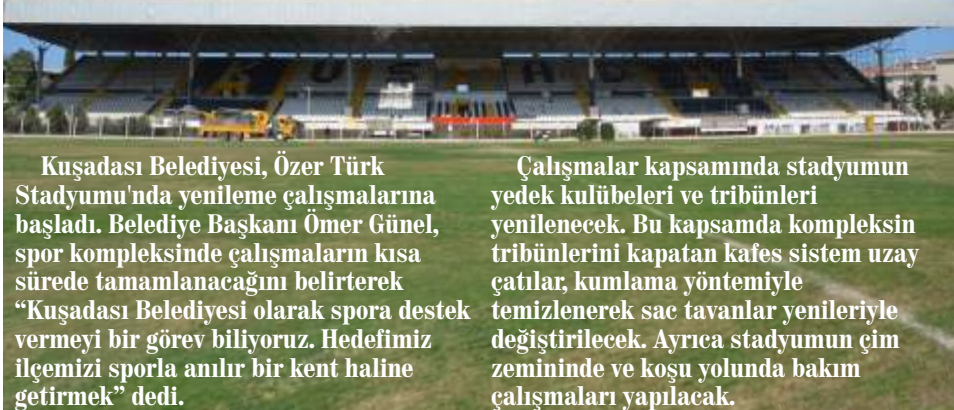 KUŞADASI
Kuşadası Belediyesi, Özer Türk
Stadyumu'nda yenileme çalışmalarına
başladı. Belediye Başkanı Ömer Günel,
spor kompleksinde çalışmaların kısa
sürede tamamlanacağını belirterek
“Kuşadası Belediyesi olarak spora destek
vermeyi bir görev biliyoruz. Hedefimiz
ilçemizi sporla anılır bir kent haline
getirmek” dedi.
Çalışmalar kapsamında stadyumun
yedek kulübeleri ve tribünleri
yenilenecek. Bu kapsamda kompleksin
tribünlerini kapatan kafes sistem uzay
çatılar, kumlama yöntemiyle
temizlenerek sac tavanlar yenileriyle
değiştirilecek. Ayrıca stadyumun çim
zemininde ve koşu yolunda bakım
çalışmaları yapılacak.